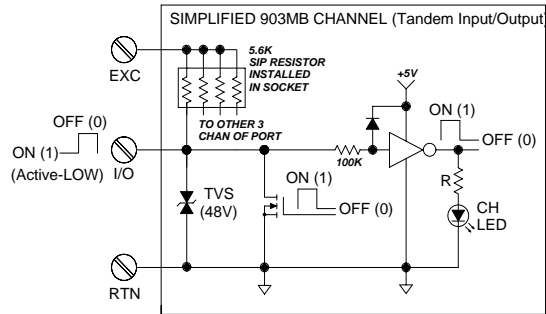 SIMPLIFIED 903MB CHANNEL (Tandem Input/Output)
EXC
5.6K
SIP RESISTOR
INSTALLED
IN SOCKET
+5V
TO OTHER 3
CHAN OF PORT
ON (1)
OFF (0)
OFF (0)
ON (1)
(Active-LOW)
I/O
100K
TVS
(48V)
ON (1)
OFF (0)
R
CH
LED
RTN